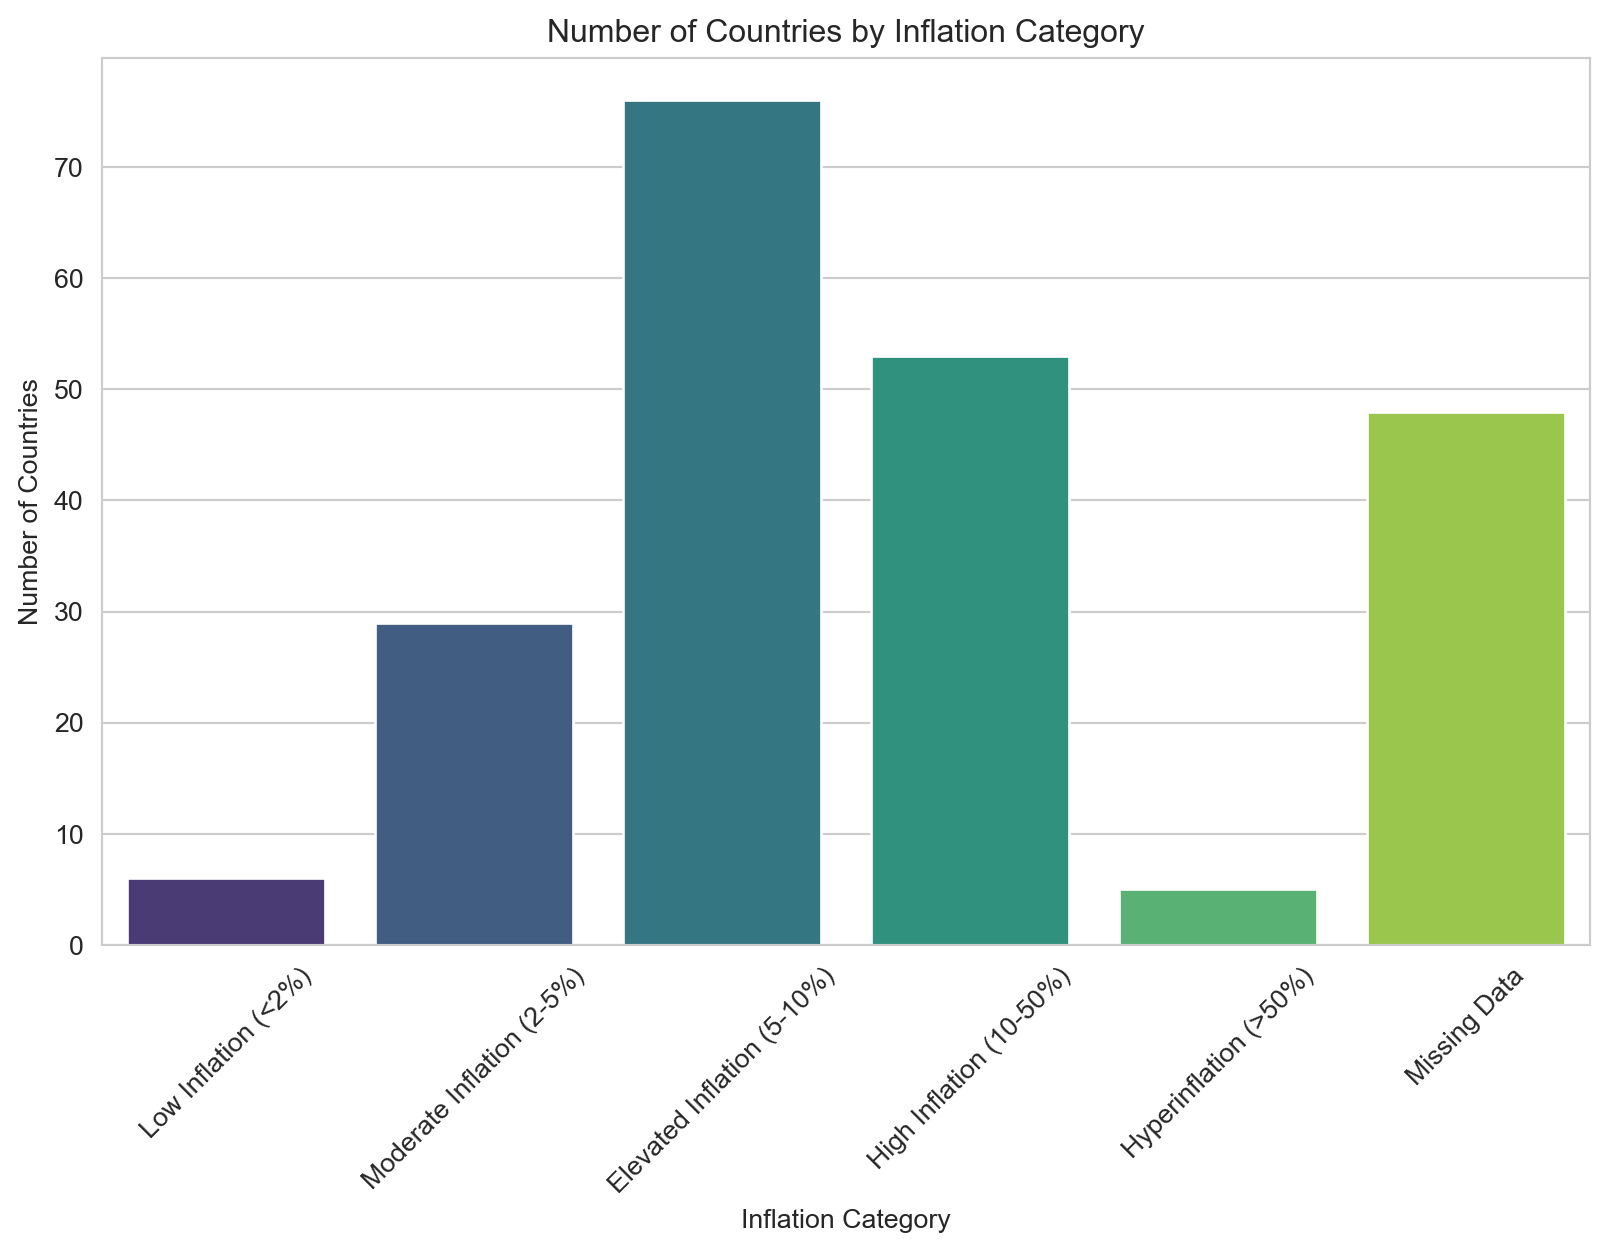 Number of Countries by Inflation Category
Number of Countries
70
60
50
40
30
20
10
0
Low Inflation (<2%)
Moderate Inflation (2-5%)
Elevated Inflation (5-10%)
High Inflation (10-50%)
Hyperinflation (>50%)
Missing Data
Inflation Category